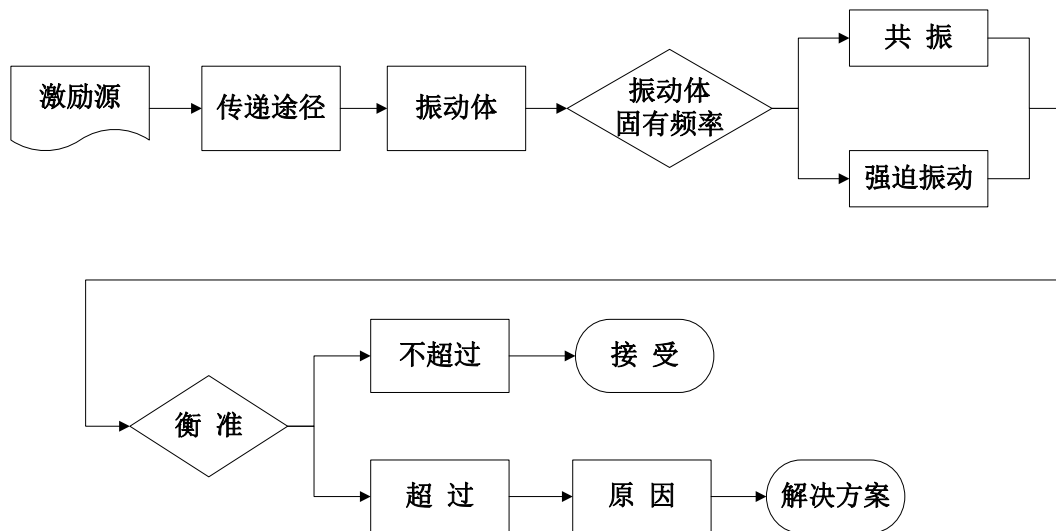 激励源
传递途径
振动体
振动体
固有频率
共 振
强迫振动
衡 准
不超过
接 受
超 过
原 因
解决方案